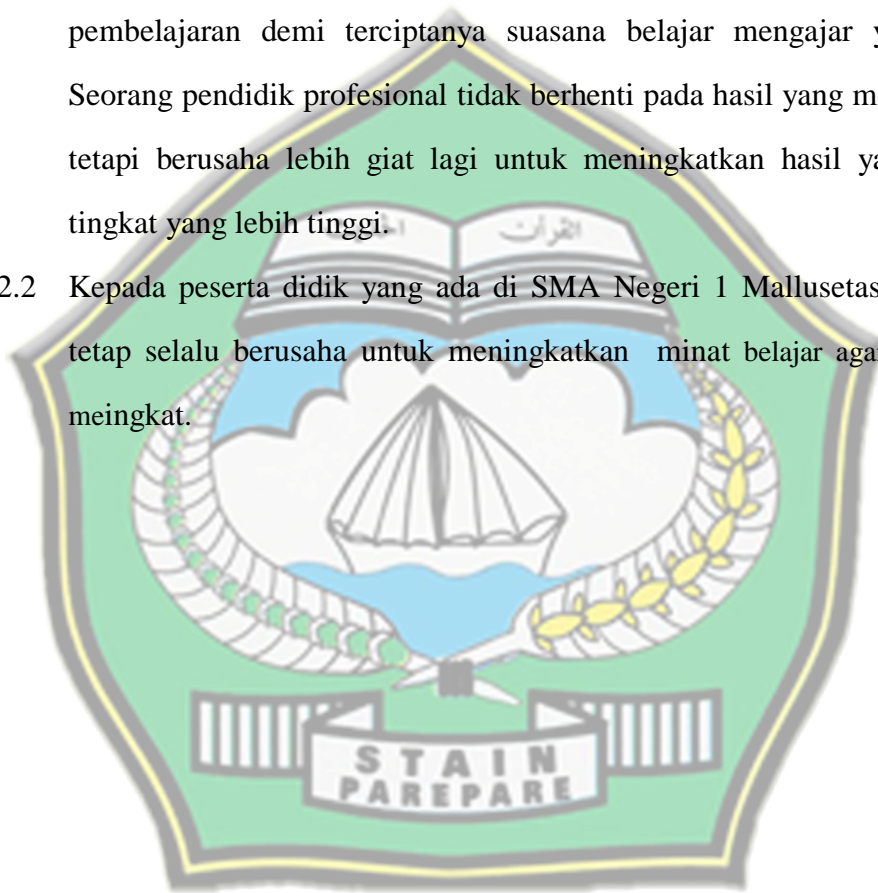 pembelajaran demi terciptanya suasana belajar mengajar
Seorang pendidik profesional tidak berhenti pada hasil yang
tetapi berusaha lebih giat lagi untuk meningkatkan hasil
tingkat yang lebih tinggi.
2.2 Kepada peserta didik yang ada di SMA Negeri 1 Mallusetas
tetap selalu berusaha untuk meningkatkan minat belajar agar
meingkat.
القرآن
STAIN
PAREPARE